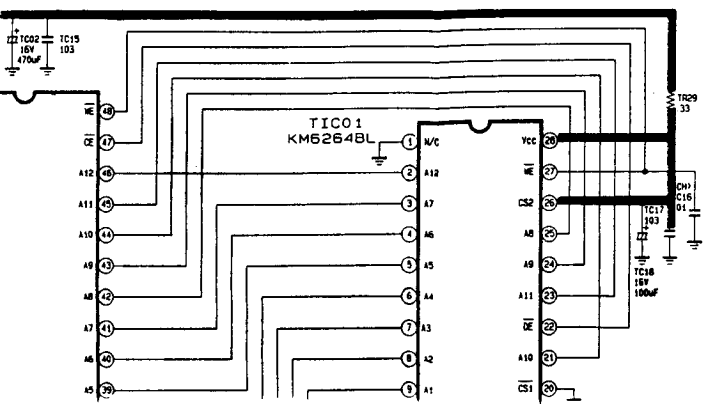 TC02
16V
470uF
TC15
103
TR29
33
TIC01
KM6264BL
WE 48
CE 47
A12 46
A11 45
A10 44
A9 43
A8 42
A7 41
A6 40
A5 39
1 N/C
2 A12
3 A7
4 A6
5 A5
6 A4
7 A3
8 A2
9 A1
Vcc 28
WE 27
CS2 26
A8 25
A9 24
A11 23
OE 22
A10 21
CS1 20
CH>
C16
01
TC17
103
TC18
16V
100uF